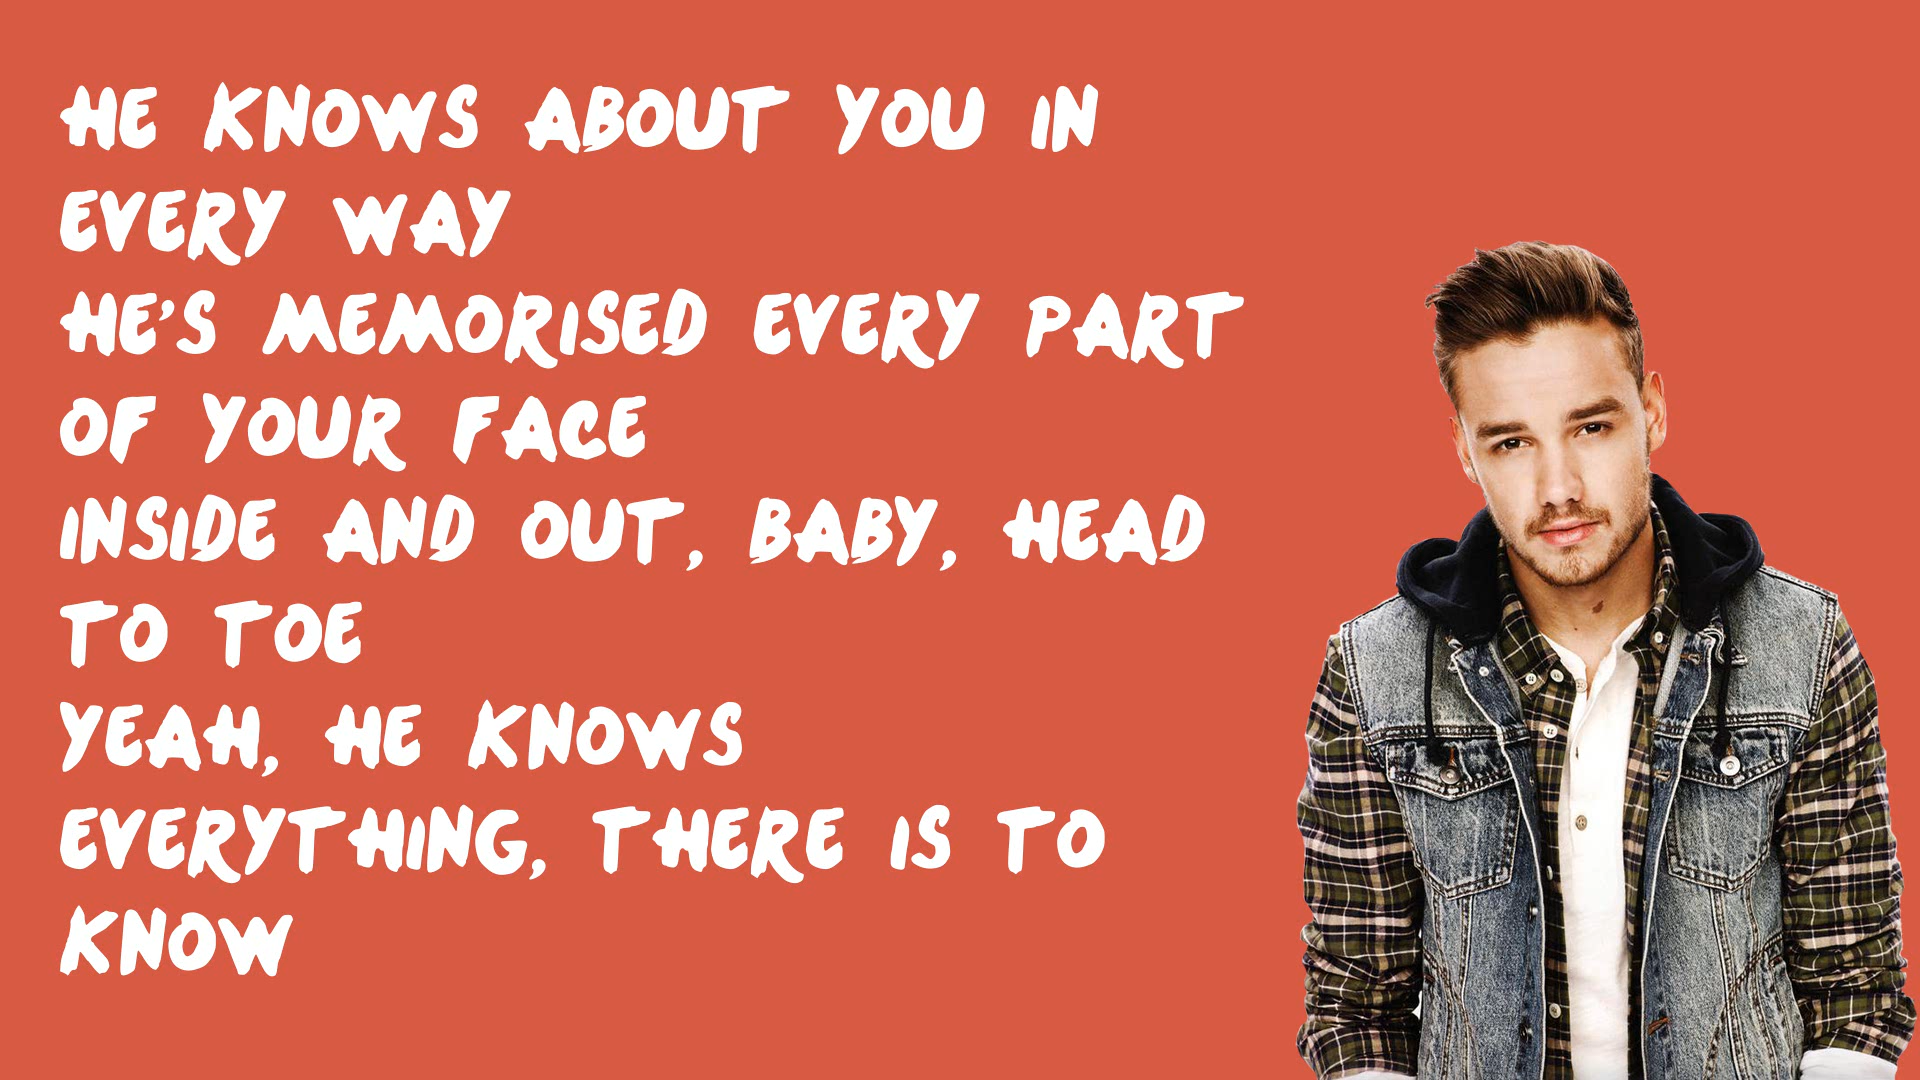 HE KNOWS ABOUT YOU IN
EVERY WAY
HE'S MEMORISED EVERY PART
OF YOUR FACE
INSIDE AND OUT, BABY, HEAD
TO TOE
YEAH, HE KNOWS
EVERYTHING, THERE IS TO
KNOW